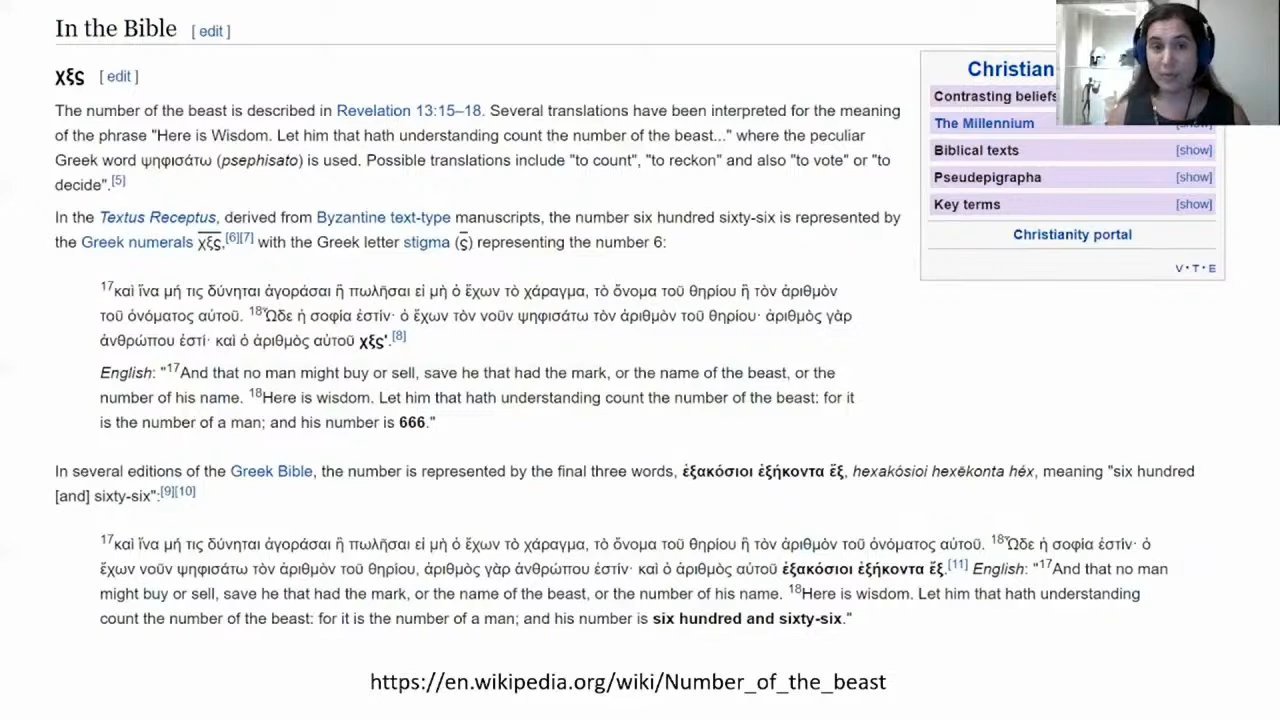 In the Bible [ edit ]
χξς [ edit ]
The number of the beast is described in Revelation 13:15–18. Several translations have been interpreted for the meaning
of the phrase "Here is Wisdom. Let him that hath understanding count the number of the beast..." where the peculiar
Greek word ψηφισάτω (psephisato) is used. Possible translations include "to count", "to reckon" and also "to vote" or "to
decide".[5]
In the Textus Receptus, derived from Byzantine text-type manuscripts, the number six hundred sixty-six is represented by
the Greek numerals χξς,[6][7] with the Greek letter stigma (ς) representing the number 6:
17καὶ ἵνα μή τις δύνηται ἀγοράσαι ἢ πωλῆσαι εἰ μὴ ὁ ἔχων τὸ χάραγμα, τὸ ὄνομα τοῦ θηρίου ἢ τὸν ἀριθμὸν
τοῦ ὀνόματος αὐτοῦ. 18Ὧδε ἡ σοφία ἐστίν· ὁ ἔχων τὸν νοῦν ψηφισάτω τὸν ἀριθμὸν τοῦ θηρίου· ἀριθμὸς γὰρ
ἀνθρώπου ἐστί· καὶ ὁ ἀριθμὸς αὐτοῦ χξς'.[8]
English: "17And that no man might buy or sell, save he that had the mark, or the name of the beast, or the
number of his name. 18Here is wisdom. Let him that hath understanding count the number of the beast: for it
is the number of a man; and his number is 666."
In several editions of the Greek Bible, the number is represented by the final three words, ἑξακόσιοι ἑξήκοντα ἕξ, hexakósioi hexēkonta héx, meaning "six hundred
[and] sixty-six":[9][10]
17καὶ ἵνα μή τις δύνηται ἀγοράσαι ἢ πωλῆσαι εἰ μὴ ὁ ἔχων τὸ χάραγμα, τὸ ὄνομα τοῦ θηρίου ἢ τὸν ἀριθμὸν τοῦ ὀνόματος αὐτοῦ. 18Ὧδε ἡ σοφία ἐστίν· ὁ
ἔχων νοῦν ψηφισάτω τὸν ἀριθμὸν τοῦ θηρίου, ἀριθμὸς γὰρ ἀνθρώπου ἐστίν· καὶ ὁ ἀριθμὸς αὐτοῦ ἑξακόσιοι ἑξήκοντα ἕξ.[11] English: "17And that no man
might buy or sell, save he that had the mark, or the name of the beast, or the number of his name. 18Here is wisdom. Let him that hath understanding
count the number of the beast: for it is the number of a man; and his number is six hundred and sixty-six."
Christian
Contrasting beliefs
The Millennium [show]
Biblical texts [show]
Pseudepigrapha [show]
Key terms [show]
Christianity portal
V·T·E
https://en.wikipedia.org/wiki/Number_of_the_beast